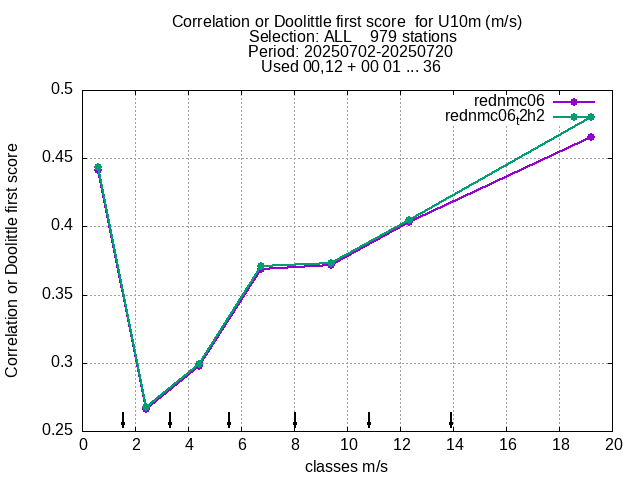 Correlation or Doolittle first score  for U10m (m/s)
Selection: ALL    979 stations
Period: 20250702-20250720
Used 00,12 + 00 01 ... 36
rednmc06
rednmc06t2h2
Correlation or Doolittle first score
0.5
0.45
0.4
0.35
0.3
0.25
0 2 4 6 8 10 12 14 16 18 20
classes m/s